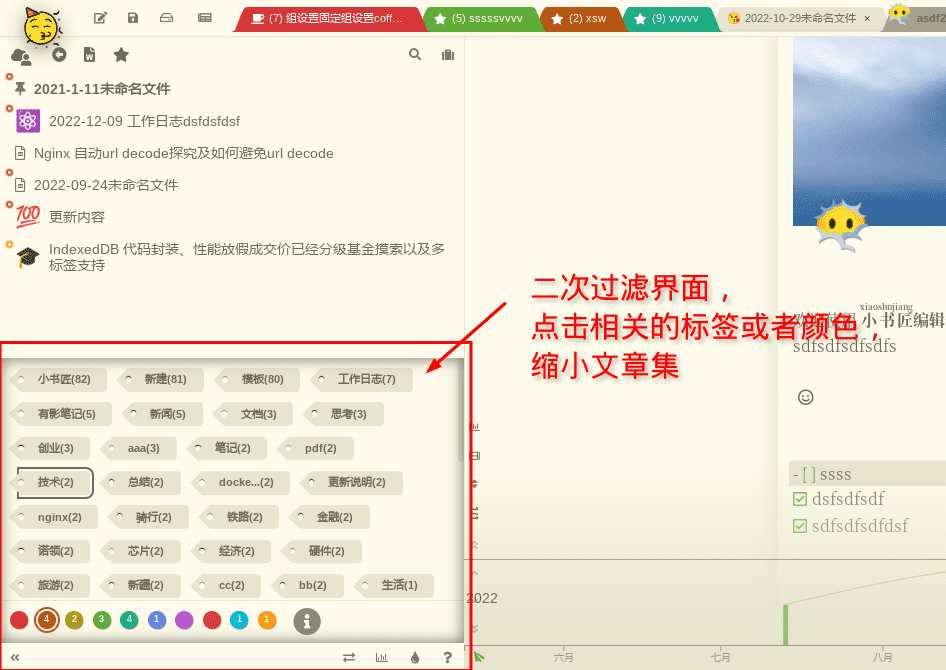 (7) 组设置固定组设置coff...
(5) sssssvvvv
(2) xsw
(9) vvvvv
2022-10-29未命名文件 ×
asdf2
2021-1-11未命名文件
2022-12-09 工作日志dsfdsfdsf
Nginx 自动url decode探究及如何避免url decode
2022-09-24未命名文件
100 更新内容
IndexedDB 代码封装、性能放假成交价已经分级基金摸索以及多
标签支持
二次过滤界面，
点击相关的标签或者颜色，
缩小文章集
xiaoshujiang
小书匠编辑
sdfsdfsdfsdfs
- [ ] ssss
dsfsdfsdf
sdfsdfsdfdsf
小书匠(82) 新建(81) 模板(80) 工作日志(7)
有影笔记(5) 新闻(5) 文档(3) 思考(3)
创业(3) aaa(3) 笔记(2) pdf(2)
技术(2) 总结(2) docke...(2) 更新说明(2)
nginx(2) 骑行(2) 铁路(2) 金融(2)
诺领(2) 芯片(2) 经济(2) 硬件(2)
旅游(2) 新疆(2) cc(2) bb(2) 生活(1)
4 2 3 4 1 1 1
2022
六月 七月 八月